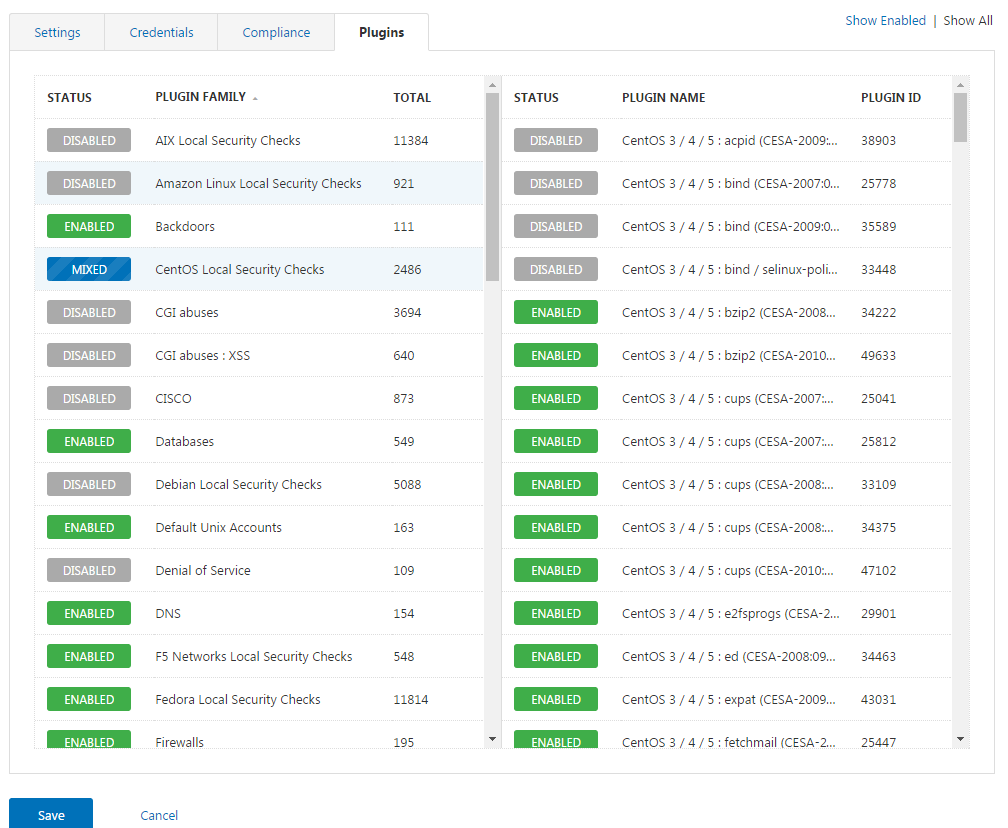 Settings Credentials Compliance Plugins Show Enabled | Show All
STATUS PLUGIN FAMILY TOTAL STATUS PLUGIN NAME PLUGIN ID
DISABLED AIX Local Security Checks 11384 DISABLED CentOS 3 / 4 / 5 : acpid (CESA-2009:... 38903
DISABLED Amazon Linux Local Security Checks 921 DISABLED CentOS 3 / 4 / 5 : bind (CESA-2007:0... 25778
ENABLED Backdoors 111 DISABLED CentOS 3 / 4 / 5 : bind (CESA-2009:0... 35589
MIXED CentOS Local Security Checks 2486 DISABLED CentOS 3 / 4 / 5 : bind / selinux-poli... 33448
DISABLED CGI abuses 3694 ENABLED CentOS 3 / 4 / 5 : bzip2 (CESA-2008... 34222
DISABLED CGI abuses : XSS 640 ENABLED CentOS 3 / 4 / 5 : bzip2 (CESA-2010... 49633
DISABLED CISCO 873 ENABLED CentOS 3 / 4 / 5 : cups (CESA-2007:... 25041
ENABLED Databases 549 ENABLED CentOS 3 / 4 / 5 : cups (CESA-2007:... 25812
DISABLED Debian Local Security Checks 5088 ENABLED CentOS 3 / 4 / 5 : cups (CESA-2008:... 33109
ENABLED Default Unix Accounts 163 ENABLED CentOS 3 / 4 / 5 : cups (CESA-2008:... 34375
DISABLED Denial of Service 109 ENABLED CentOS 3 / 4 / 5 : cups (CESA-2010:... 47102
ENABLED DNS 154 ENABLED CentOS 3 / 4 / 5 : e2fsprogs (CESA-2... 29901
ENABLED F5 Networks Local Security Checks 548 ENABLED CentOS 3 / 4 / 5 : ed (CESA-2008:09... 34463
ENABLED Fedora Local Security Checks 11814 ENABLED CentOS 3 / 4 / 5 : expat (CESA-2009... 43031
ENABLED Firewalls 195 ENABLED CentOS 3 / 4 / 5 : fetchmail (CESA-2... 25447
Save Cancel